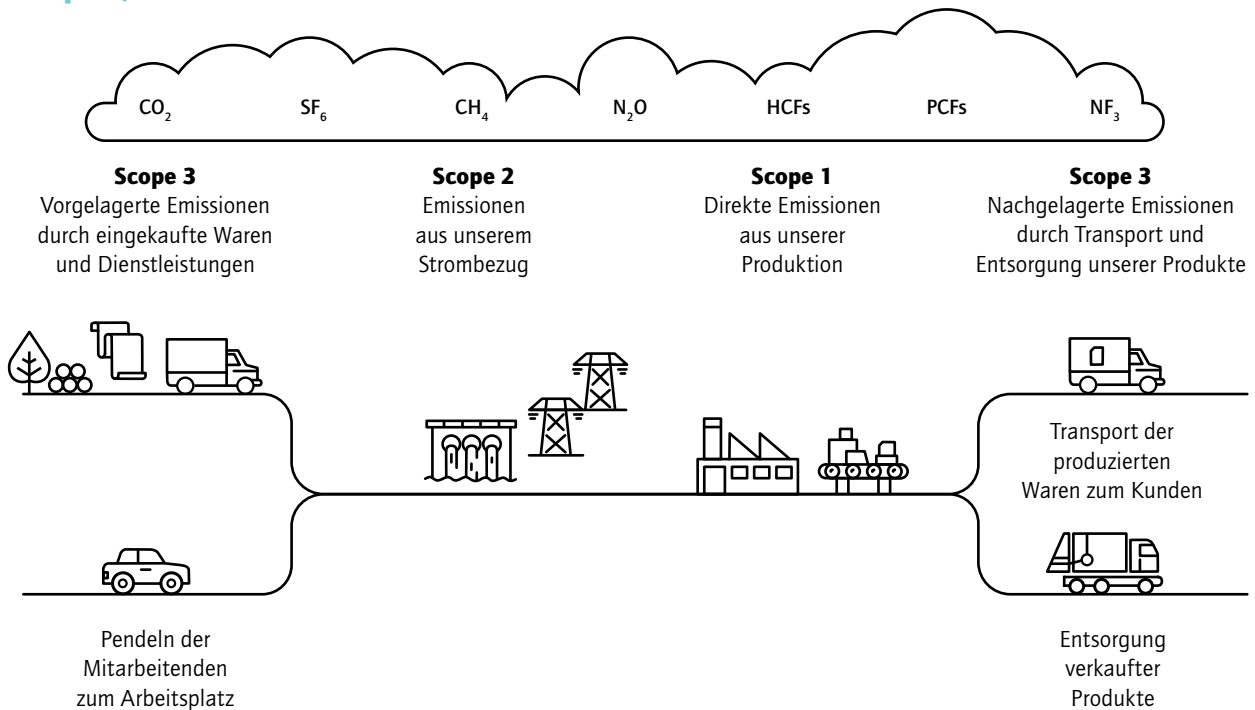 CO₂ SF₆ CH₄ N₂O HCFs PCFs NF₃
Scope 3
Vorgelagerte Emissionen
durch eingekaufte Waren
und Dienstleistungen
Scope 2
Emissionen
aus unserem
Strombezug
Scope 1
Direkte Emissionen
aus unserer
Produktion
Scope 3
Nachgelagerte Emissionen
durch Transport und
Entsorgung unserer Produkte
Transport der
produzierten
Waren zum Kunden
Pendeln der
Mitarbeitenden
zum Arbeitsplatz
Entsorgung
verkaufter
Produkte